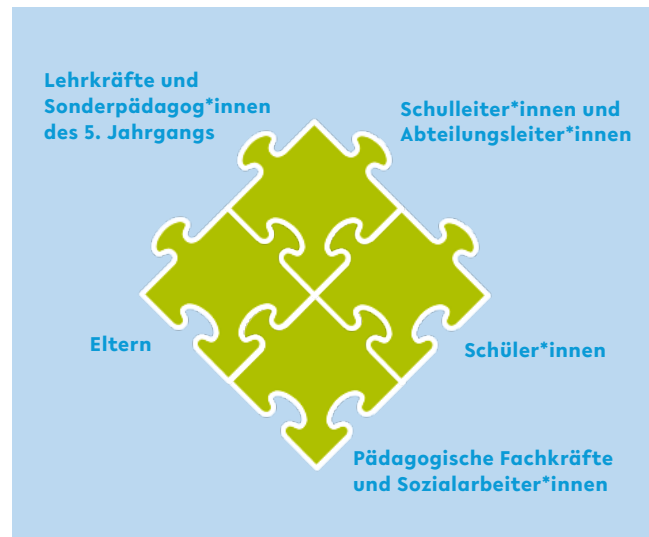 Lehrkräfte und
Sonderpädagog*innen
des 5. Jahrgangs
Schulleiter*innen und
Abteilungsleiter*innen
Eltern
Schüler*innen
Pädagogische Fachkräfte
und Sozialarbeiter*innen